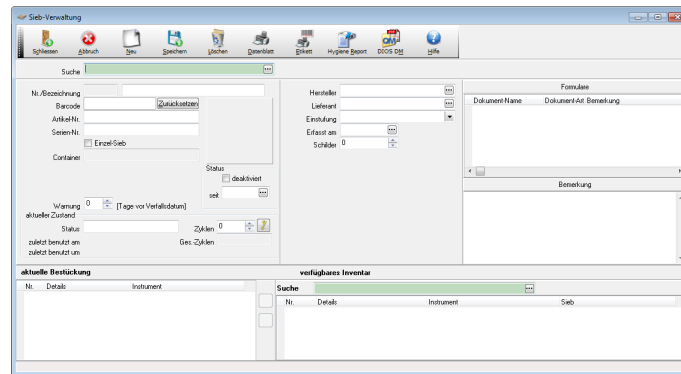 Sieb-Verwaltung
Schliessen Abbruch Neu Speichern Löschen Datenblatt Etikett Hygiene Report DIOS DM Hilfe
Suche
Nr./Bezeichnung
Barcode Zurücksetzen
Artikel-Nr.
Serien-Nr.
Einzel-Sieb
Container
Status
deaktiviert
seit
Warnung 0 [Tage vor Verfallsdatum]
aktueller Zustand
Status Zyklen 0
zuletzt benutzt am Ges.-Zyklen
zuletzt benutzt um
Hersteller
Lieferant
Einstufung
Erfasst am
Schilder 0
Formulare
Dokument-Name Dokument-Art Bemerkung
Bemerkung
aktuelle Bestückung
Nr. Details Instrument
verfügbares Inventar
Suche
Nr. Details Instrument Sieb